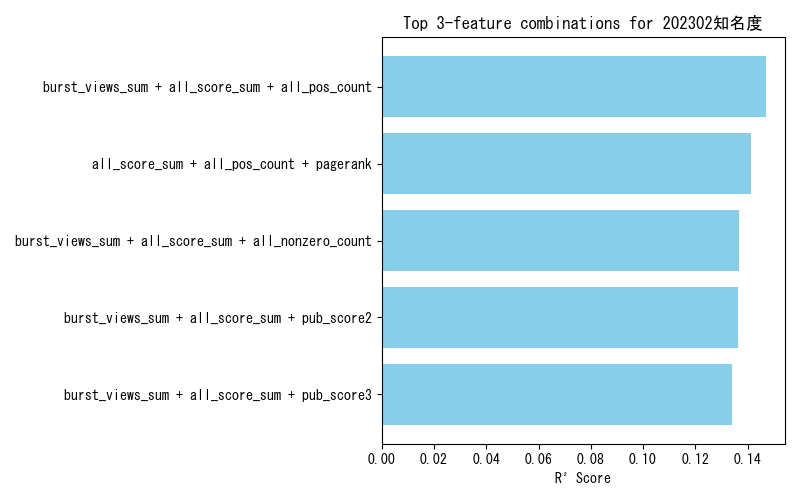 Top 3-feature combinations for 202302知名度
burst_views_sum + all_score_sum + all_pos_count
all_score_sum + all_pos_count + pagerank
burst_views_sum + all_score_sum + all_nonzero_count
burst_views_sum + all_score_sum + pub_score2
burst_views_sum + all_score_sum + pub_score3
0.00 0.02 0.04 0.06 0.08 0.10 0.12 0.14
R² Score